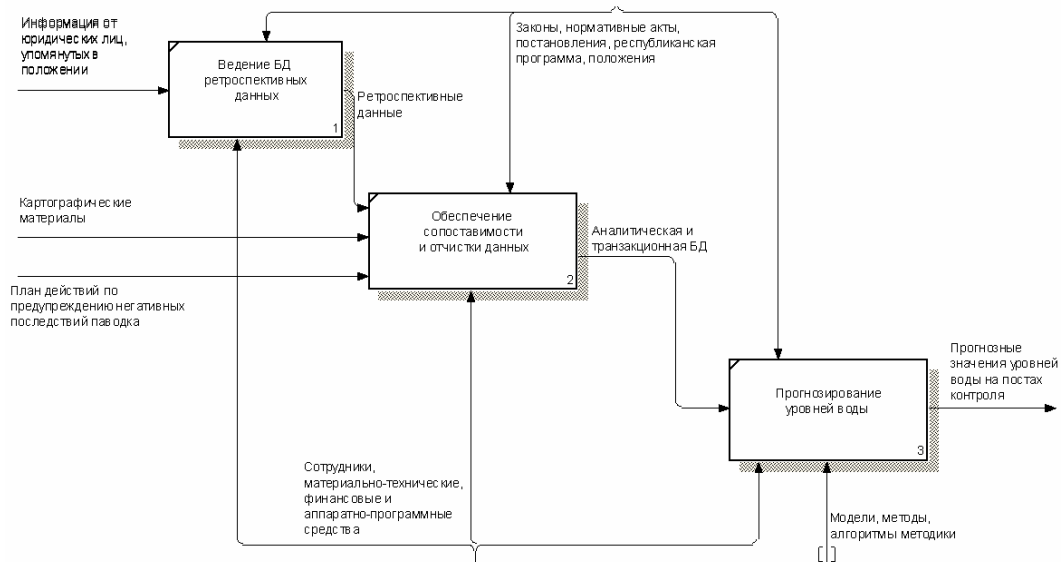 Информация от
юридических лиц,
упомянутых в
положении
Ведение БД
ретроспективных
данных
1
Законы, нормативные акты,
постановления, республиканская
программа, положения
Ретроспективные
данные
Картографические
материалы
Обеспечение
сопоставимости
и отчистки данных
2
Аналитическая и
транзакционная БД
План действий по
предупреждению негативных
последствий паводка
Прогнозирование
уровней воды
3
Прогнозные
значения уровней
воды на постах
контроля
Сотрудники,
материально-технические,
финансовые и
аппаратно-программные
средства
Модели, методы,
алгоритмы методики